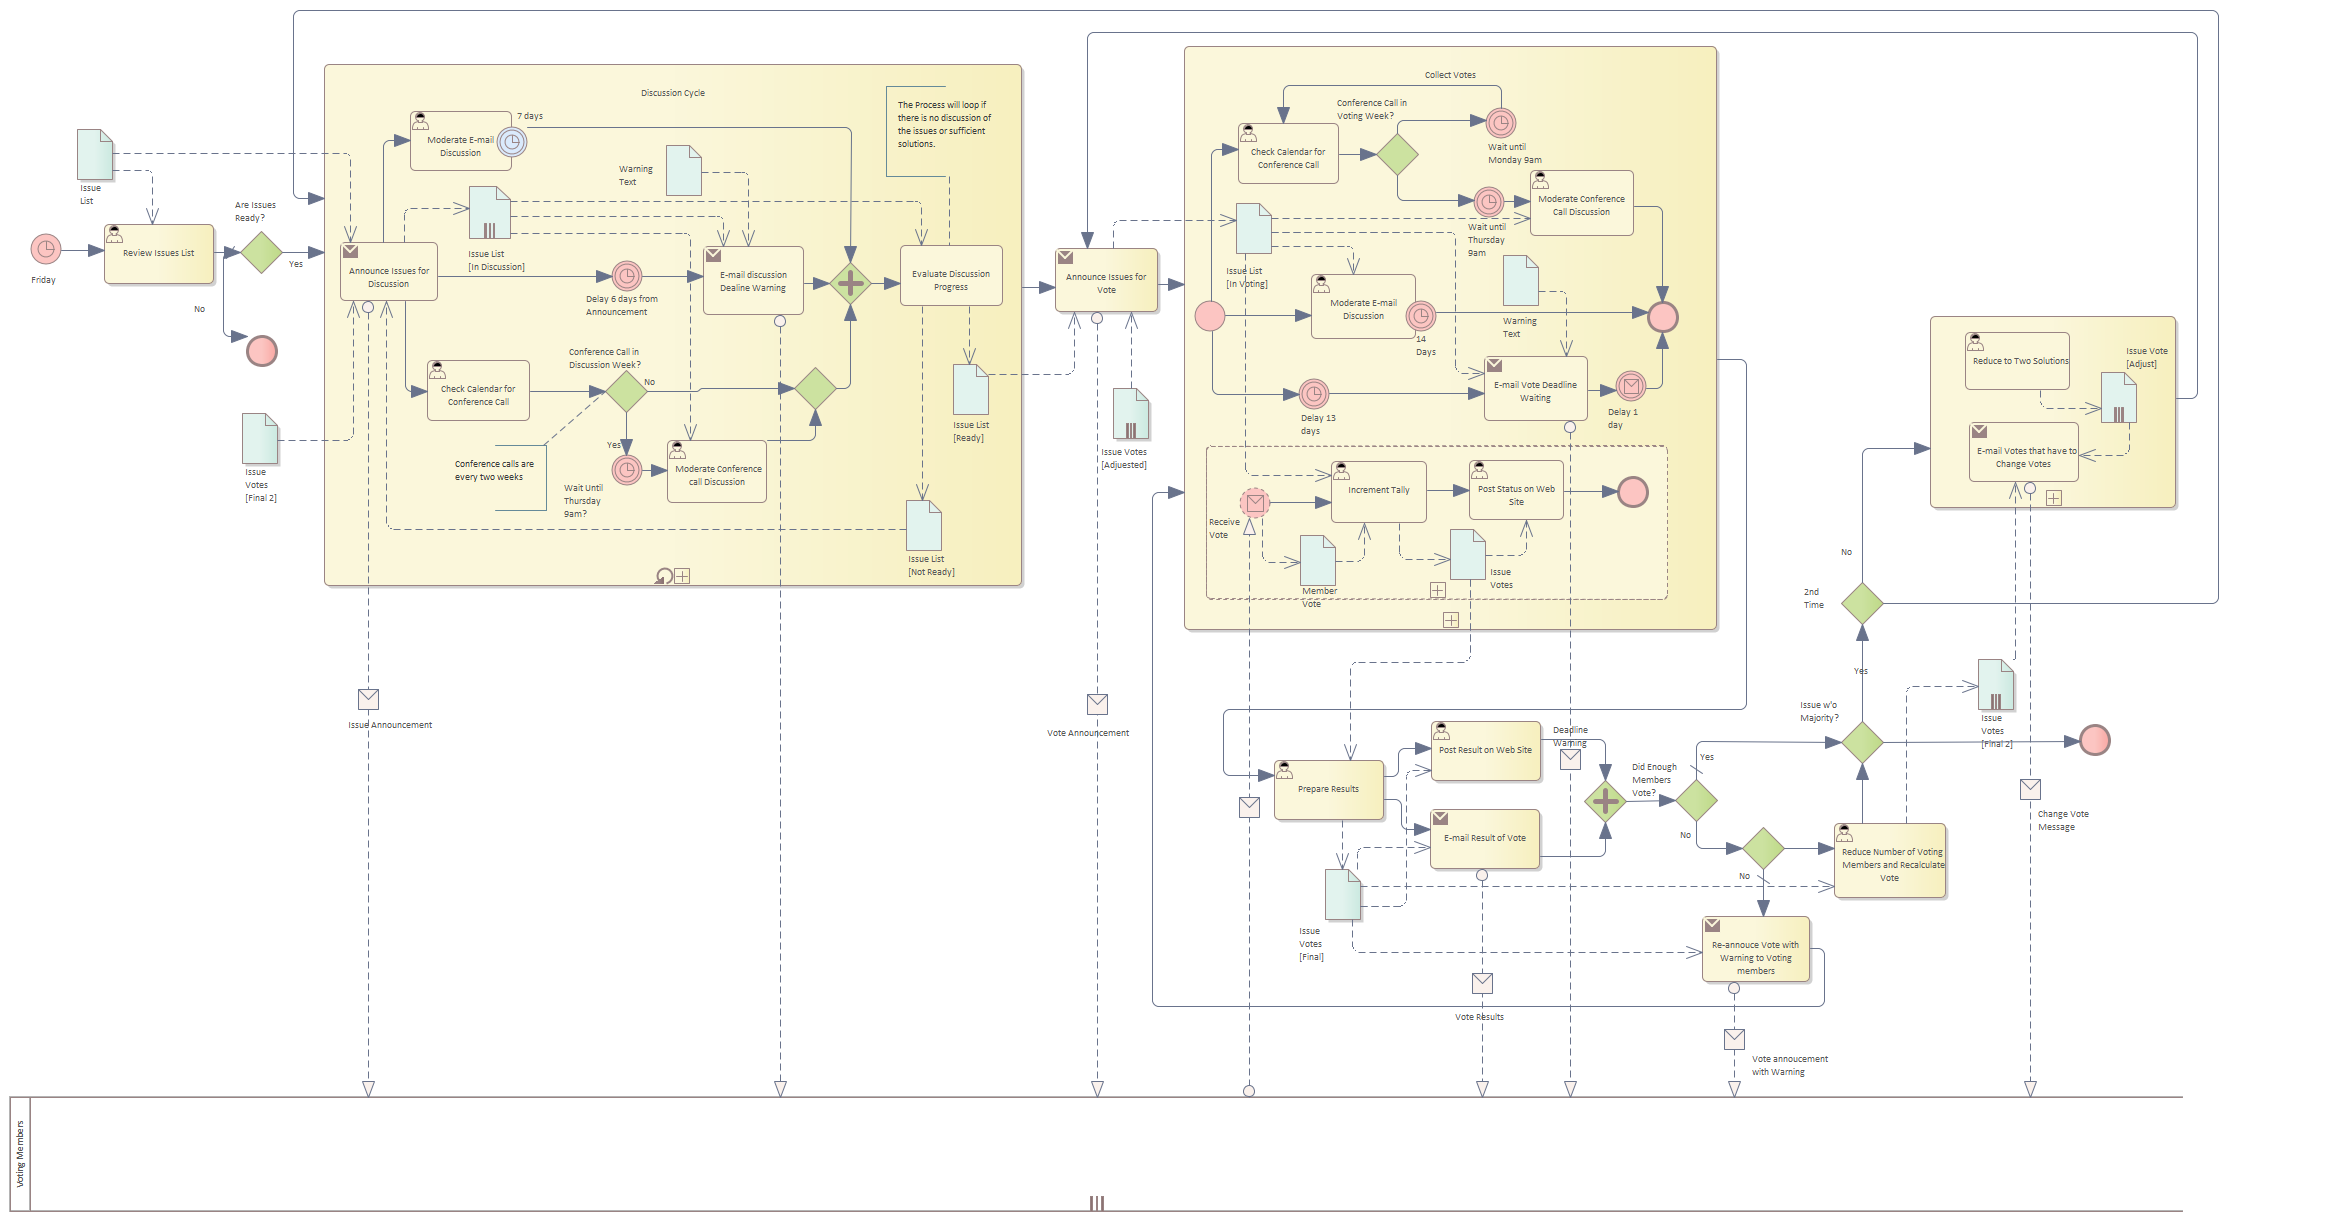 Friday
Issue
List
Review Issues List
Are Issues
Ready?
Yes
No
Issue
Votes
[Final 2]
Discussion Cycle
Moderate E-mail
Discussion
7 days
The Process will loop if
there is no discussion of
the issues or sufficient
solutions.
Warning
Text
Issue List
[In Discussion]
Announce Issues for
Discussion
Delay 6 days from
Announcement
E-mail discussion
Dealine Warning
Evaluate Discussion
Progress
Check Calendar for
Conference Call
Conference Call in
Discussion Week?
No
Yes
Conference calls are
every two weeks
Wait Until
Thursday
9am?
Moderate Conference
call Discussion
Issue List
[Ready]
Issue List
[Not Ready]
Issue Announcement
Announce Issues for
Vote
Issue Votes
[Adjuested]
Vote Announcement
Collect Votes
Check Calendar for
Conference Call
Conference Call in
Voting Week?
Wait until
Monday 9am
Wait until
Thursday
9am
Moderate Conference
Call Discussion
Issue List
[In Voting]
Moderate E-mail
Discussion
14
Days
Warning
Text
Delay 13
days
E-mail Vote Deadline
Waiting
Delay 1
day
Receive
Vote
Increment Tally
Post Status on Web
Site
Member
Vote
Issue
Votes
Prepare Results
Post Result on Web Site
E-mail Result of Vote
Deadline
Warning
Issue
Votes
[Final]
Vote Results
Did Enough
Members
Vote?
Yes
No
No
Re-annouce Vote with
Warning to Voting
members
Vote annoucement
with Warning
Reduce Number of Voting
Members and Recalculate
Vote
Issue w'o
Majority?
Yes
2nd
Time
No
Issue
Votes
[Final 2]
Reduce to Two Solutions
Issue Vote
[Adjust]
E-mail Votes that have to
Change Votes
Change Vote
Message
Voting Members